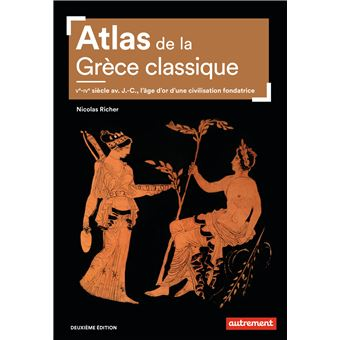 Atlas de la
Grèce classique
Vᵉ-IVᵉ siècle av. J.-C., l'âge d'or d'une civilisation fondatrice
Nicolas Richer
DEUXIÈME ÉDITION
autrement